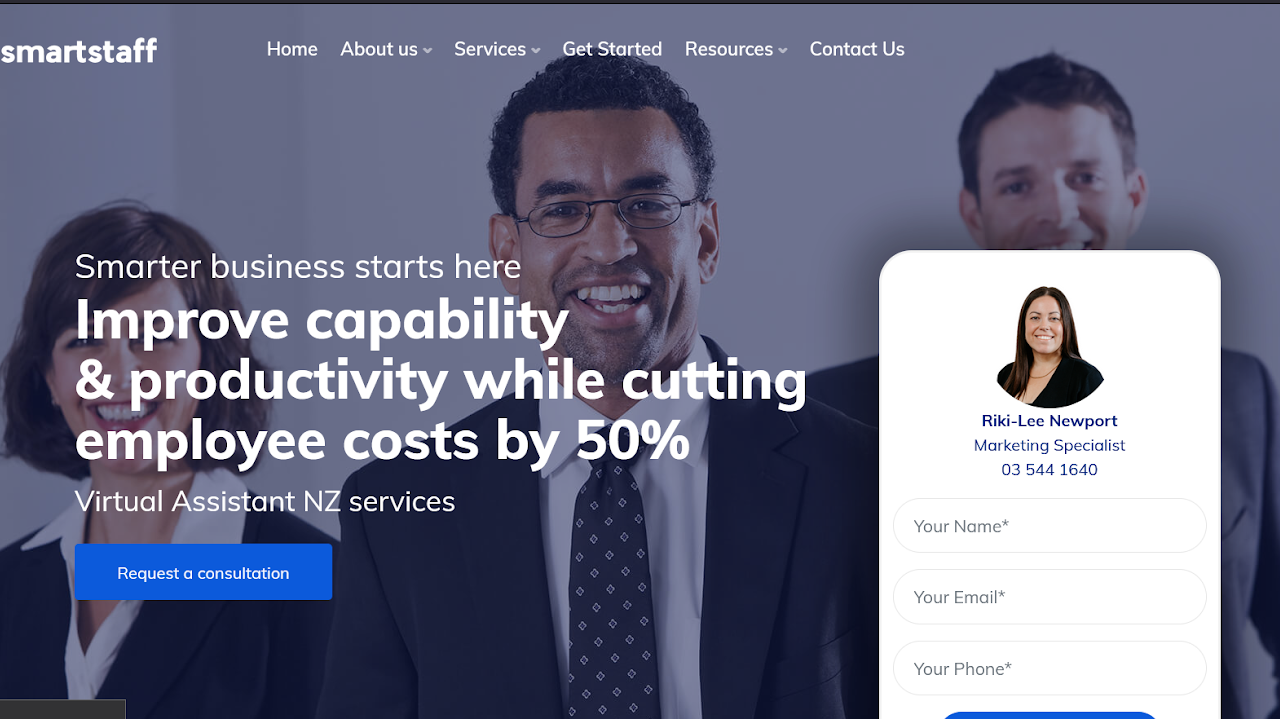 smartstaff
Home About us Services Get Started Resources Contact Us
Smarter business starts here
Improve capability
& productivity while cutting
employee costs by 50%
Virtual Assistant NZ services
Request a consultation
Riki-Lee Newport
Marketing Specialist
03 544 1640
Your Name*
Your Email*
Your Phone*